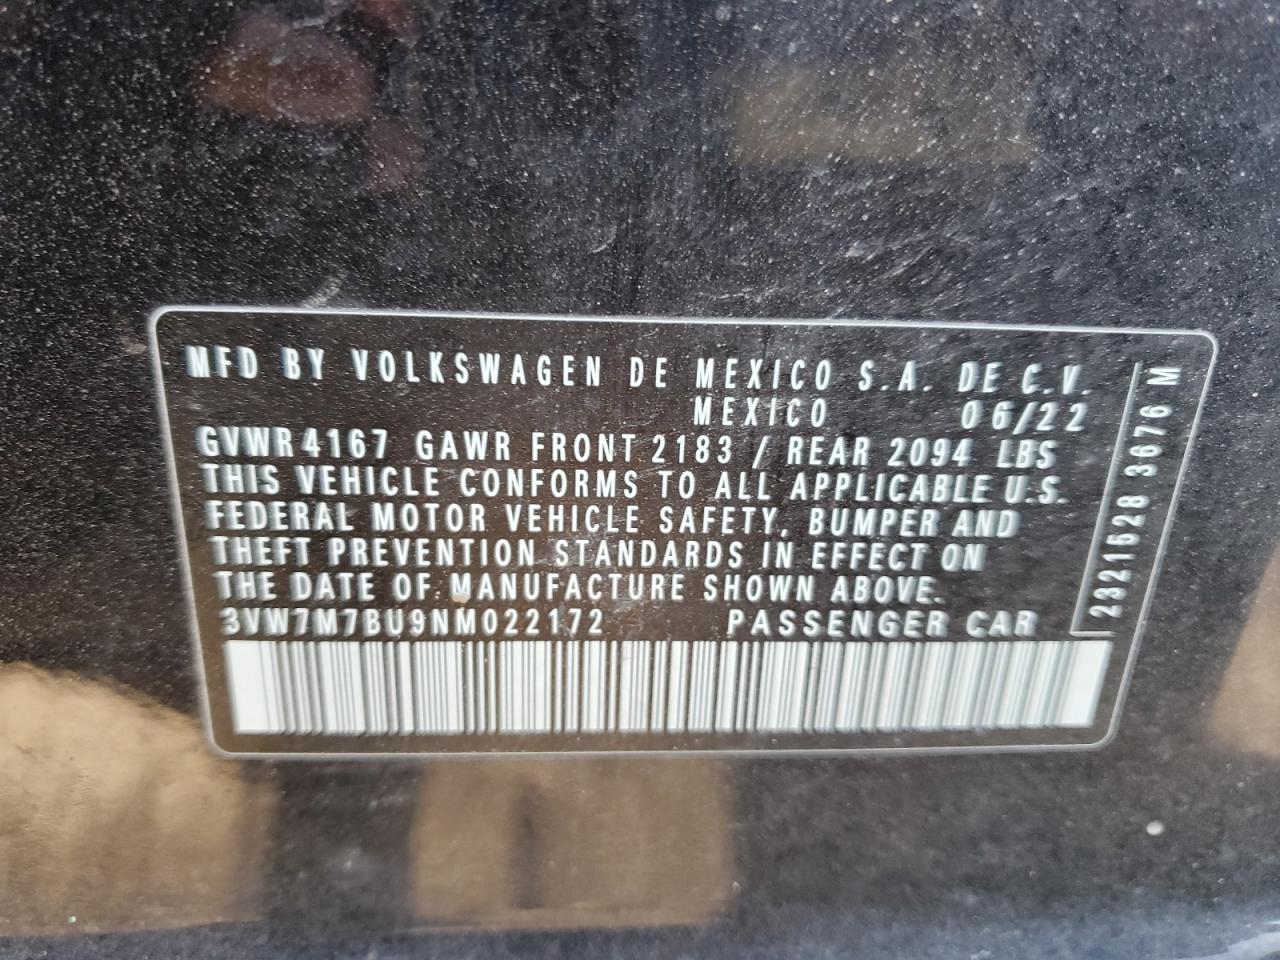 MFD BY VOLKSWAGEN DE MEXICO S.A. DE C.V.
MEXICO 06/22
GVWR 4167 GAWR FRONT 2183 / REAR 2094 LBS
THIS VEHICLE CONFORMS TO ALL APPLICABLE U.S.
FEDERAL MOTOR VEHICLE SAFETY, BUMPER AND
THEFT PREVENTION STANDARDS IN EFFECT ON
THE DATE OF MANUFACTURE SHOWN ABOVE.
3VW7M7BU9NM022172 PASSENGER CAR
2321528 3676 M